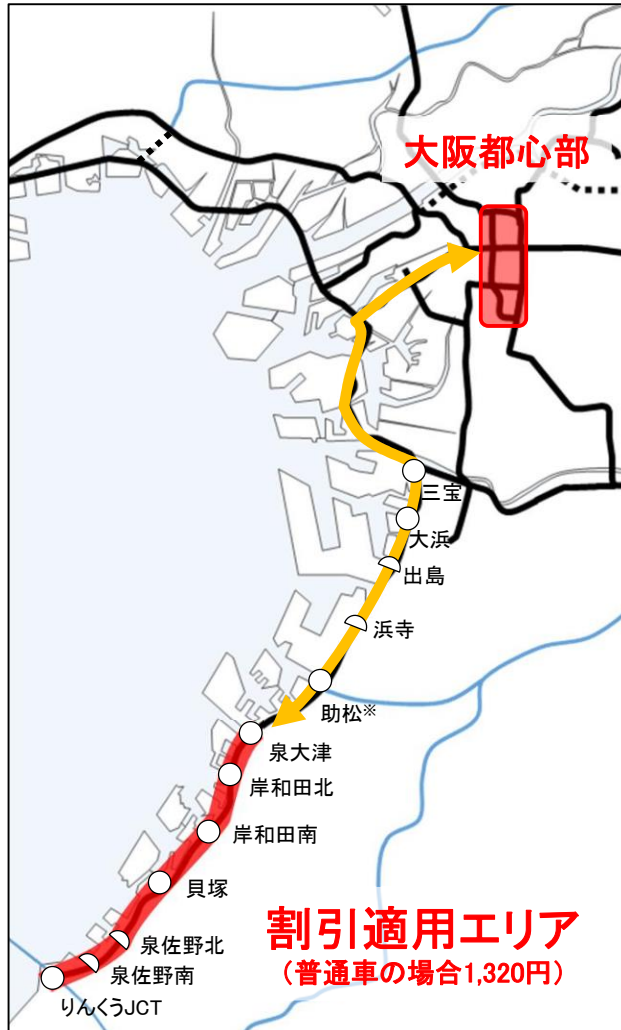 大阪都心部
三宝
大浜
出島
浜寺
助松※
泉大津
岸和田北
岸和田南
貝塚
泉佐野北
泉佐野南
りんくうJCT
割引適用エリア
(普通車の場合1,320円)